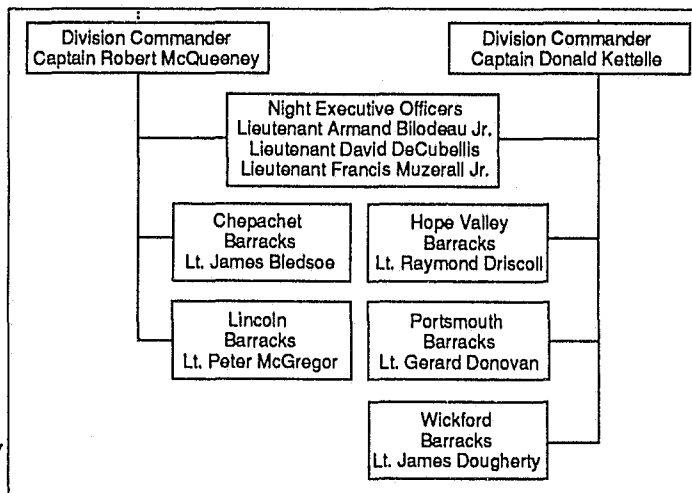 Division Commander
Captain Robert McQueeney
Division Commander
Captain Donald Kettelle
Night Executive Officers
Lieutenant Armand Bilodeau Jr.
Lieutenant David DeCubellis
Lieutenant Francis Muzerall Jr.
Chepachet
Barracks
Lt. James Bledsoe
Hope Valley
Barracks
Lt. Raymond Driscoll
Lincoln
Barracks
Lt. Peter McGregor
Portsmouth
Barracks
Lt. Gerard Donovan
Wickford
Barracks
Lt. James Dougherty